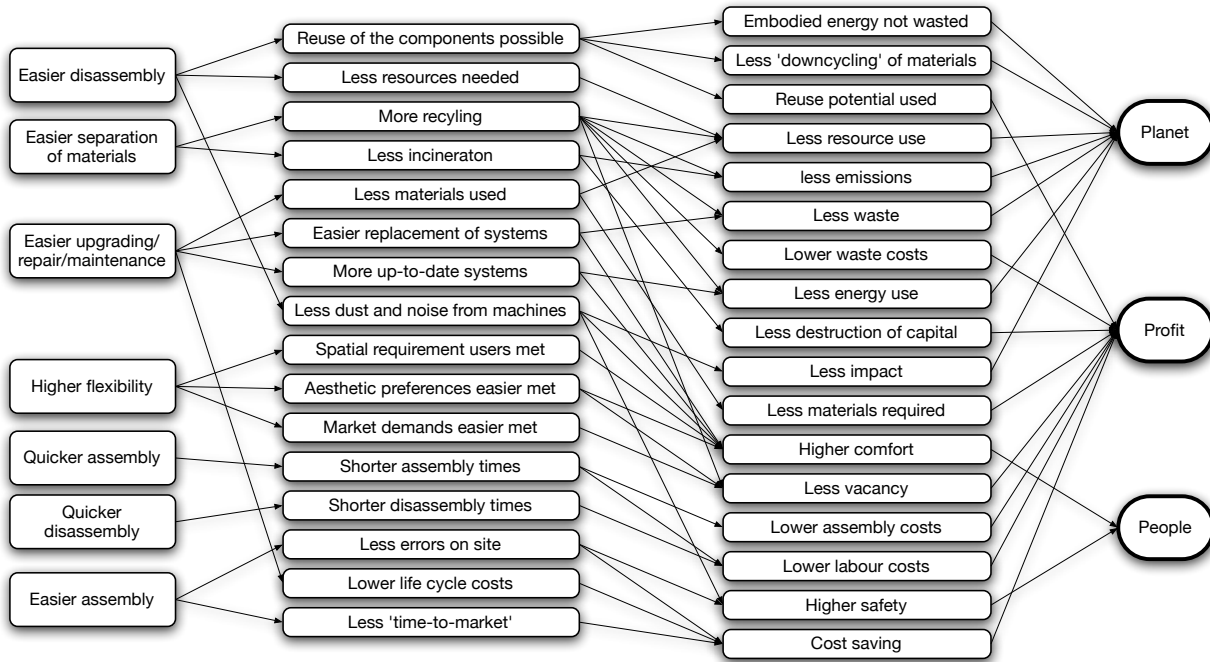 Easier disassembly
Easier separation
of materials
Easier upgrading/
repair/maintenance
Higher flexibility
Quicker assembly
Quicker
disassembly
Easier assembly
Reuse of the components possible
Less resources needed
More recyling
Less incineraton
Less materials used
Easier replacement of systems
More up-to-date systems
Less dust and noise from machines
Spatial requirement users met
Aesthetic preferences easier met
Market demands easier met
Shorter assembly times
Shorter disassembly times
Less errors on site
Lower life cycle costs
Less 'time-to-market'
Embodied energy not wasted
Less 'downcycling' of materials
Reuse potential used
Less resource use
less emissions
Less waste
Lower waste costs
Less energy use
Less destruction of capital
Less impact
Less materials required
Higher comfort
Less vacancy
Lower assembly costs
Lower labour costs
Higher safety
Cost saving
Planet
Profit
People